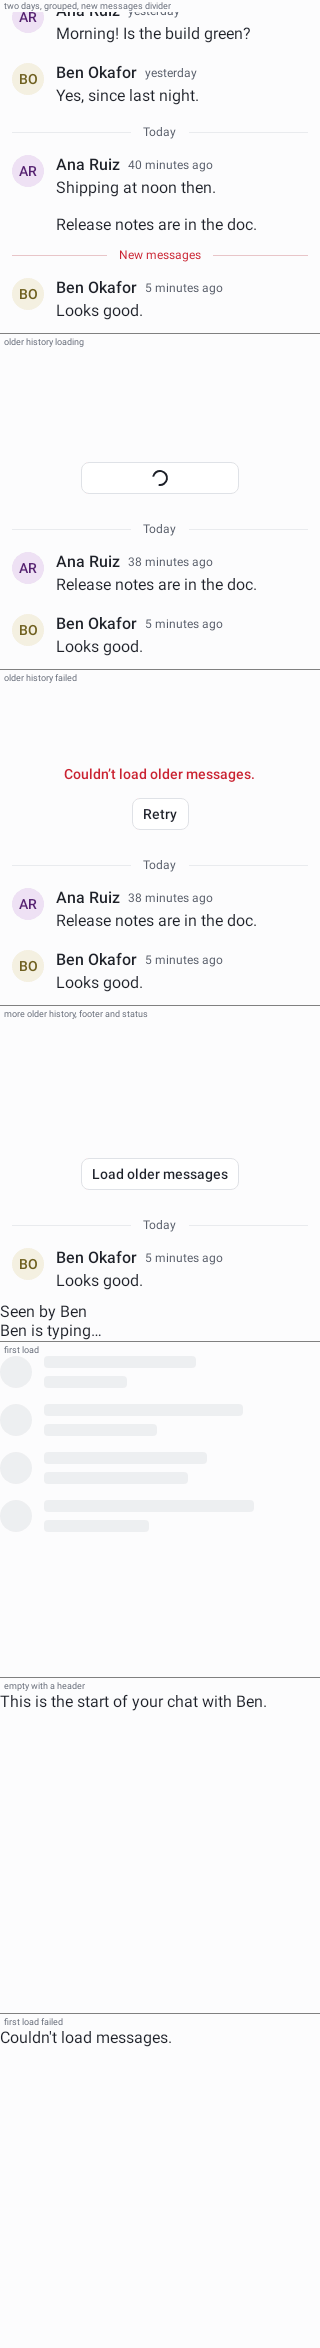 two days, grouped, new messages divider
AR Ana Ruiz yesterday
Morning! Is the build green?
BO Ben Okafor yesterday
Yes, since last night.
Today
AR Ana Ruiz 40 minutes ago
Shipping at noon then.
Release notes are in the doc.
New messages
BO Ben Okafor 5 minutes ago
Looks good.
older history loading
Today
AR Ana Ruiz 38 minutes ago
Release notes are in the doc.
BO Ben Okafor 5 minutes ago
Looks good.
older history failed
Couldn’t load older messages.
Retry
Today
AR Ana Ruiz 38 minutes ago
Release notes are in the doc.
BO Ben Okafor 5 minutes ago
Looks good.
more older history, footer and status
Load older messages
Today
BO Ben Okafor 5 minutes ago
Looks good.
Seen by Ben
Ben is typing…
first load
empty with a header
This is the start of your chat with Ben.
first load failed
Couldn't load messages.